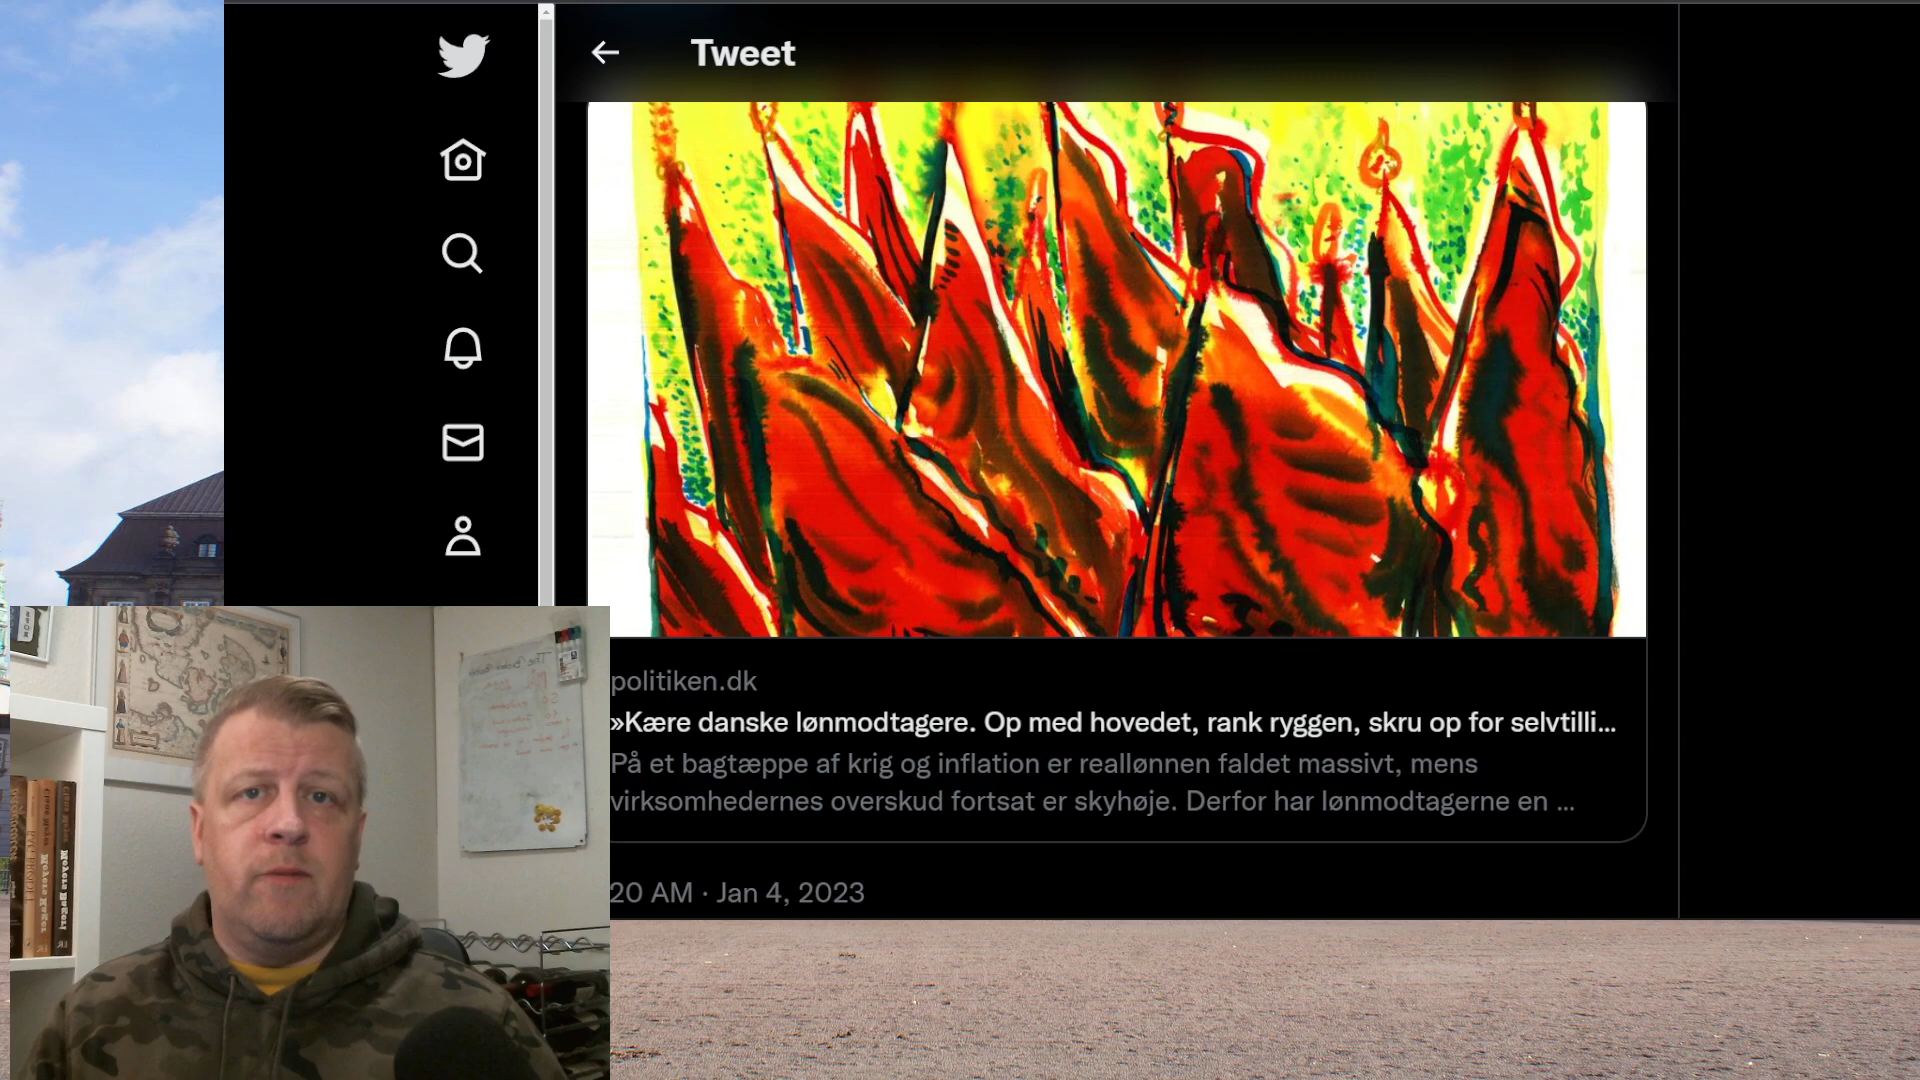 Tweet
politiken.dk
»Kære danske lønmodtagere. Op med hovedet, rank ryggen, skru op for selvtilli...
På et bagtæppe af krig og inflation er reallønnen faldet massivt, mens
virksomhedernes overskud fortsat er skyhøje. Derfor har lønmodtagerne en ...
20 AM · Jan 4, 2023